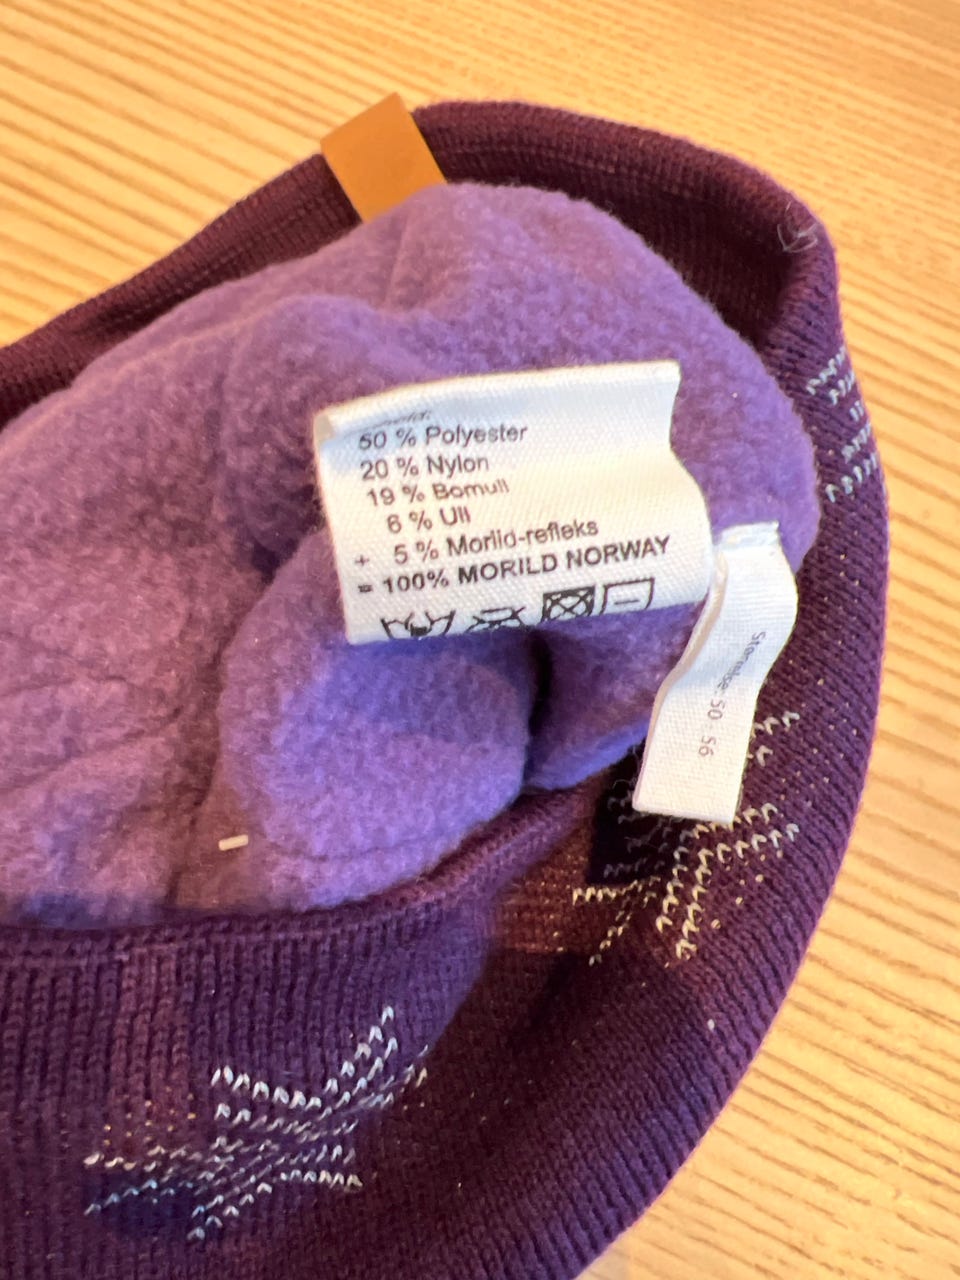 50 % Polyester
20 % Nylon
19 % Bomull
6 % Ull
+ 5 % Morild-refleks
= 100% MORILD NORWAY
Størrelse: 50 - 56